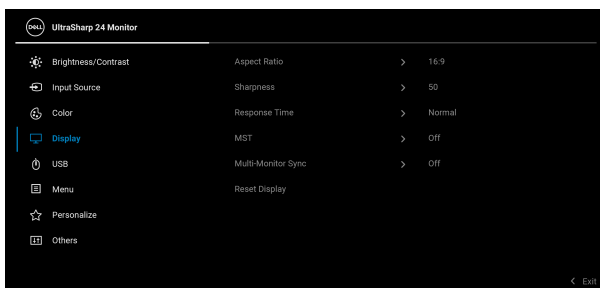 DELL UltraSharp 24 Monitor
Brightness/Contrast Aspect Ratio > 16:9
Input Source Sharpness > 50
Color Response Time > Normal
Display MST > Off
USB Multi-Monitor Sync > Off
Menu Reset Display
Personalize
Others
< Exit